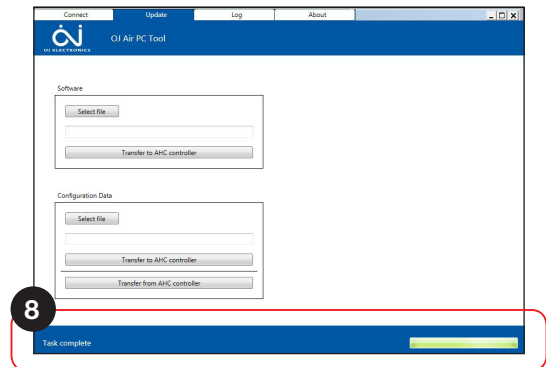 Connect Update Log About
OJ ELECTRONICS
OJ Air PC Tool
Software
Select file
Transfer to AHC controller
Configuration Data
Select file
Transfer to AHC controller
Transfer from AHC controller
8
Task complete